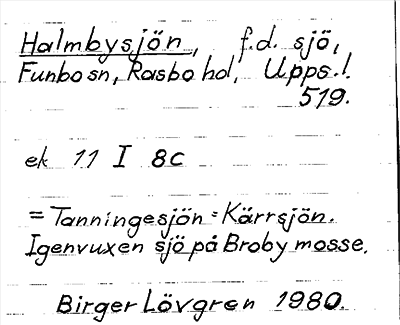 Halmbysjön, f.d. sjö,
Funbo sn, Rasbo hd, Upps.l.
519.
ek 11 I 8c
= Tanningesjön = Kärrsjön.
Igenvuxen sjö på Broby mosse.
Birger Lövgren 1980.